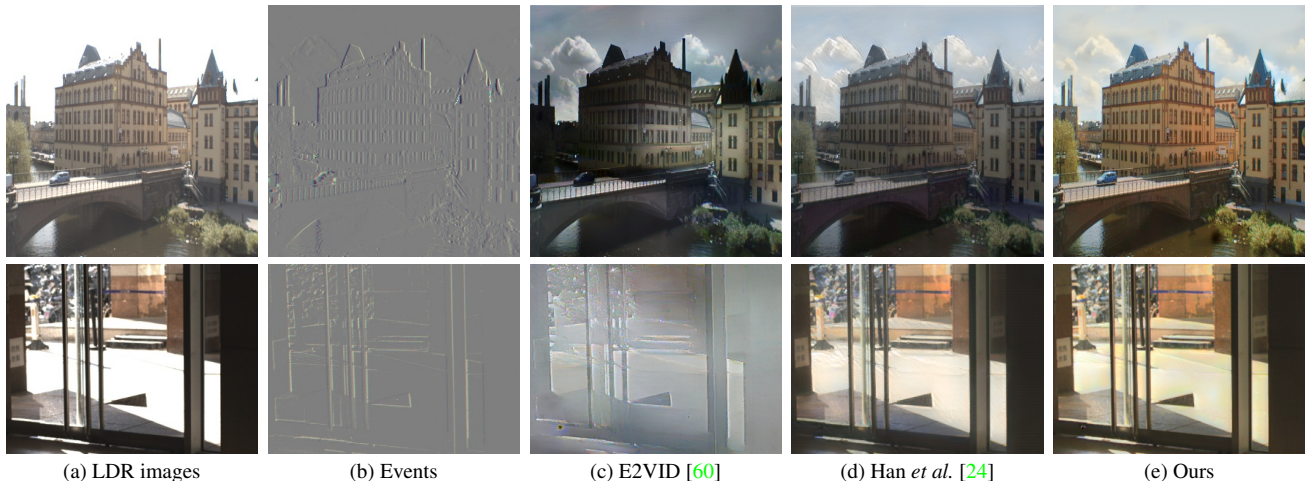 (a) LDR images
(b) Events
(c) E2VID [60]
(d) Han et al. [24]
(e) Ours